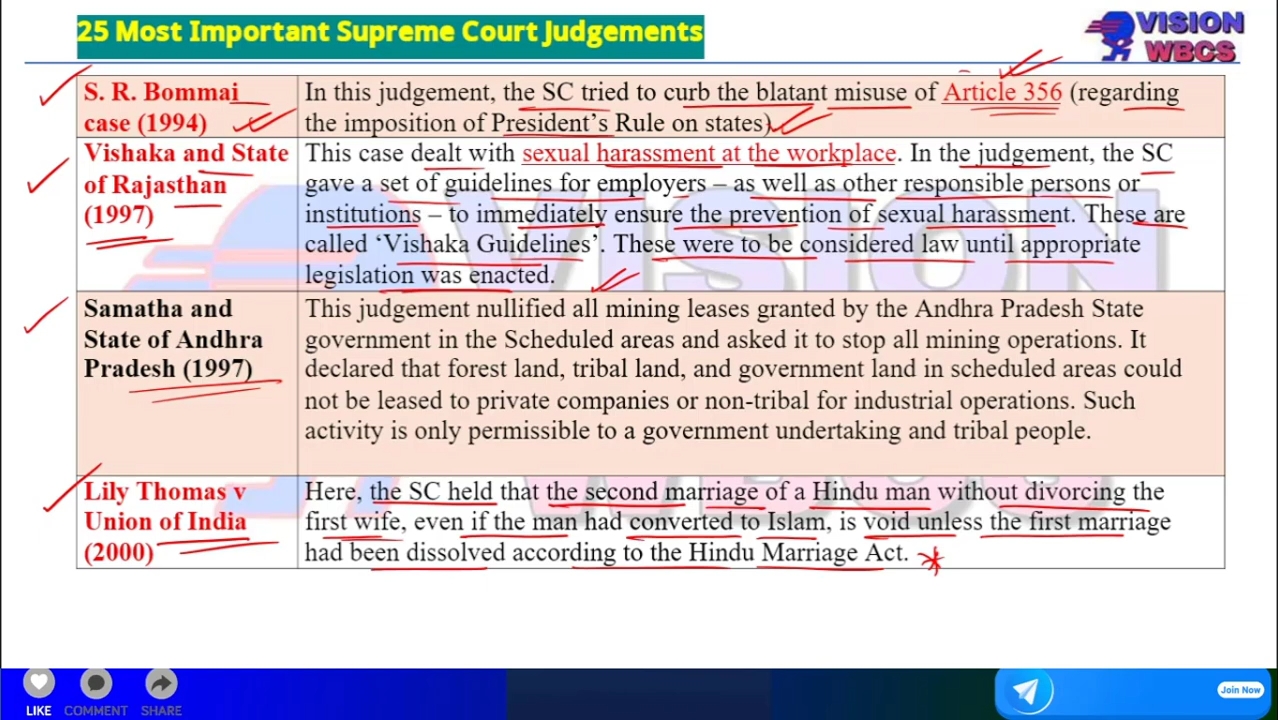 25 Most Important Supreme Court Judgements
VISION
WBCS
S. R. Bommai
case (1994)
In this judgement, the SC tried to curb the blatant misuse of Article 356 (regarding
the imposition of President's Rule on states)
Vishaka and State
of Rajasthan
(1997)
This case dealt with sexual harassment at the workplace. In the judgement, the SC
gave a set of guidelines for employers – as well as other responsible persons or
institutions – to immediately ensure the prevention of sexual harassment. These are
called 'Vishaka Guidelines'. These were to be considered law until appropriate
legislation was enacted.
Samatha and
State of Andhra
Pradesh (1997)
This judgement nullified all mining leases granted by the Andhra Pradesh State
government in the Scheduled areas and asked it to stop all mining operations. It
declared that forest land, tribal land, and government land in scheduled areas could
not be leased to private companies or non-tribal for industrial operations. Such
activity is only permissible to a government undertaking and tribal people.
Lily Thomas v
Union of India
(2000)
Here, the SC held that the second marriage of a Hindu man without divorcing the
first wife, even if the man had converted to Islam, is void unless the first marriage
had been dissolved according to the Hindu Marriage Act.
VISION
WBCS
LIKE COMMENT SHARE
Join Now